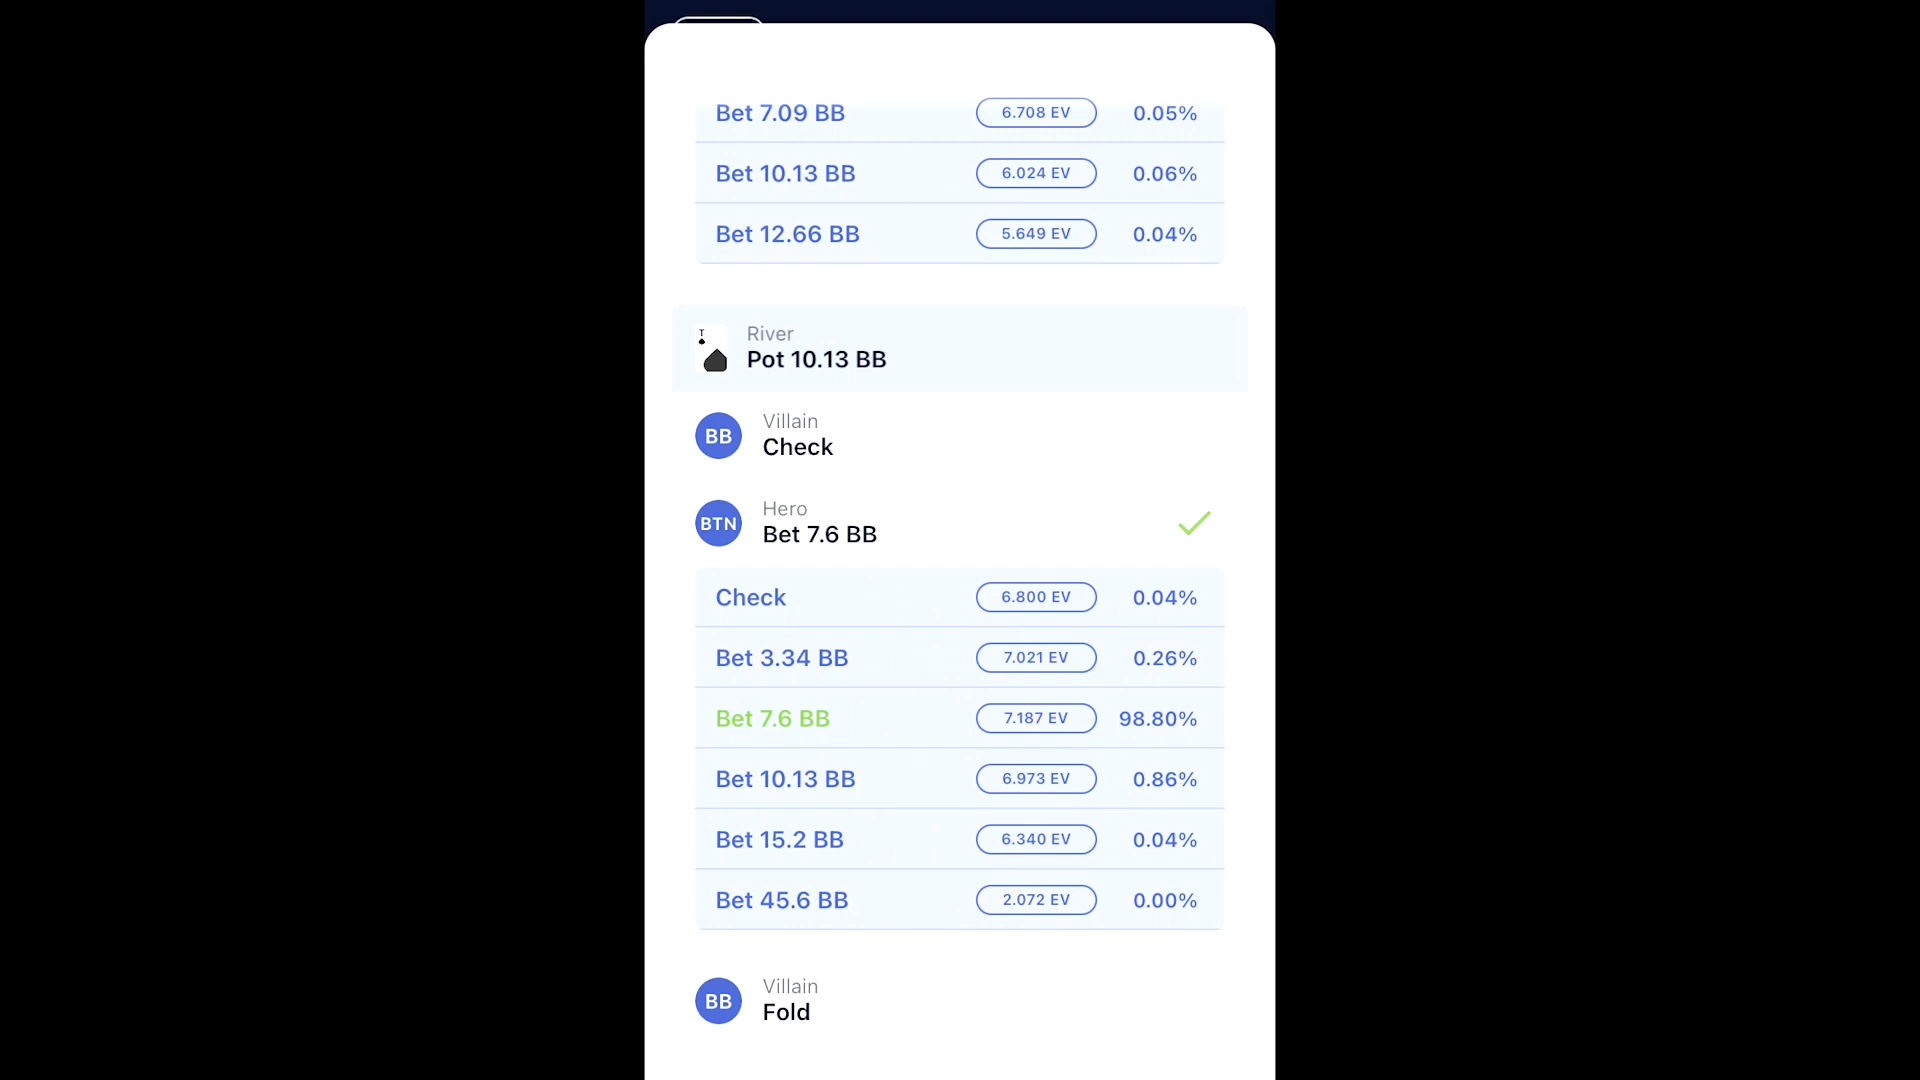 Bet 7.09 BB 6.708 EV 0.05%
Bet 10.13 BB 6.024 EV 0.06%
Bet 12.66 BB 5.649 EV 0.04%
T
River
Pot 10.13 BB
BB
Villain
Check
BTN
Hero
Bet 7.6 BB
Check 6.800 EV 0.04%
Bet 3.34 BB 7.021 EV 0.26%
Bet 7.6 BB 7.187 EV 98.80%
Bet 10.13 BB 6.973 EV 0.86%
Bet 15.2 BB 6.340 EV 0.04%
Bet 45.6 BB 2.072 EV 0.00%
BB
Villain
Fold